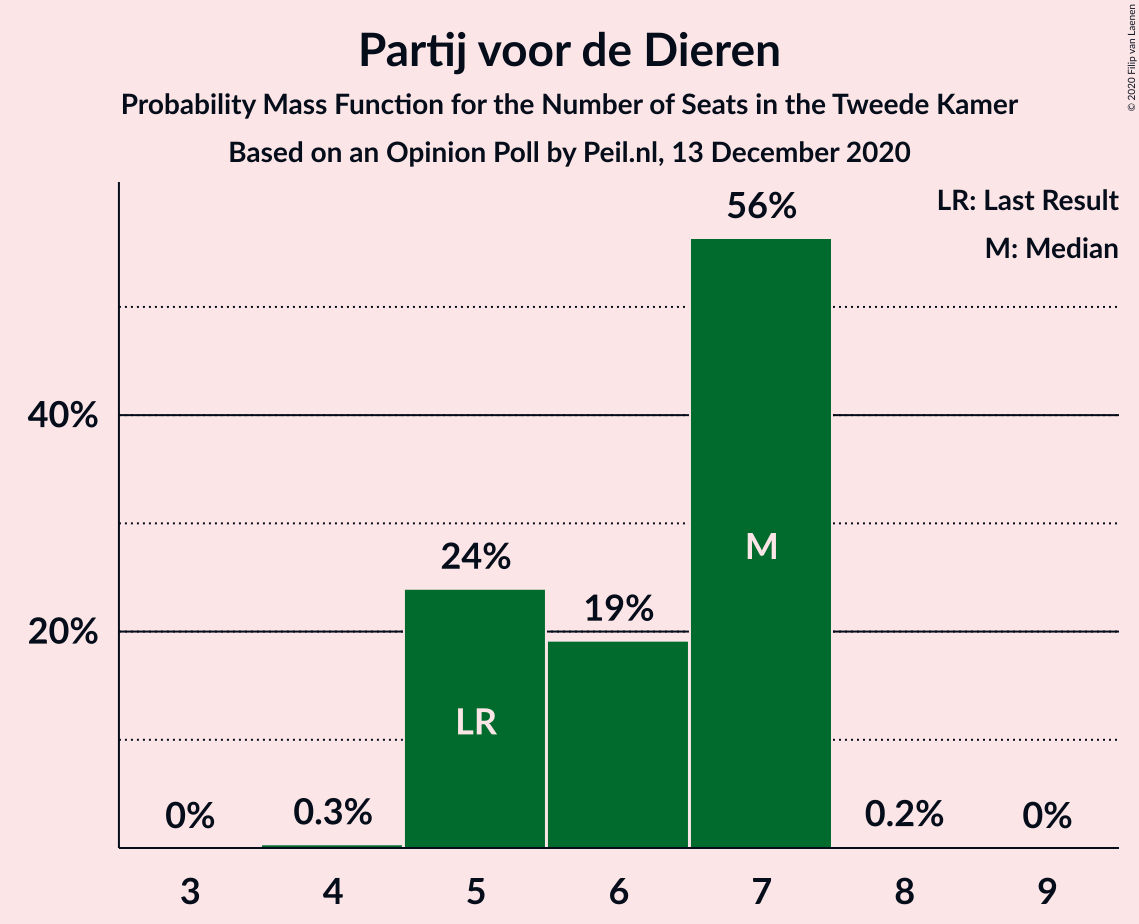 Partij voor de Dieren
Probability Mass Function for the Number of Seats in the Tweede Kamer
Based on an Opinion Poll by Peil.nl, 13 December 2020
© 2020 Filip van Laenen
LR: Last Result
M: Median
56%
40%
M
24%
19%
20%
LR
0%
0.3%
0.2%
0%
3
4
5
6
7
8
9